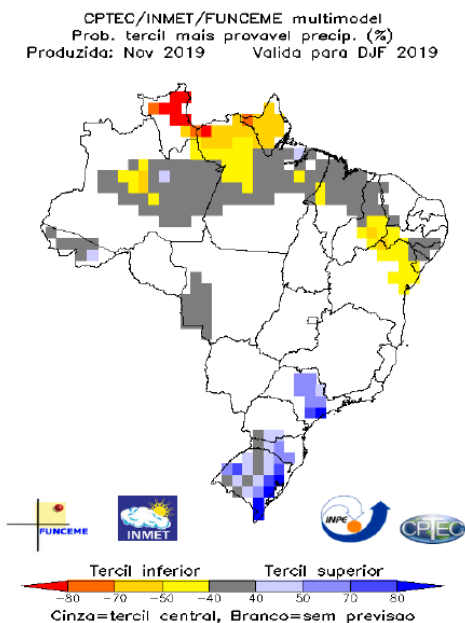 CPTEC/INMET/FUNCEME multimodel
Prob. tercil mais provavel precip. (%)
Produzida: Nov 2019 Valida para DJF 2019
FUNCEME
INMET
INPE
CPTEC
Tercil inferior Tercil superior
-80 -70 -50 -40 40 50 70 80
Cinza=tercil central, Branco=sem previsao